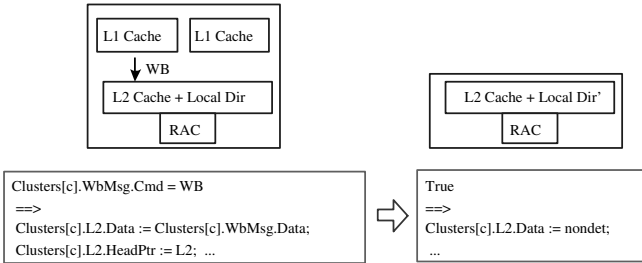 L1 Cache L1 Cache
WB
L2 Cache + Local Dir
RAC
L2 Cache + Local Dir'
RAC
Clusters[c].WbMsg.Cmd = WB
==>
Clusters[c].L2.Data := Clusters[c].WbMsg.Data;
Clusters[c].L2.HeadPtr := L2; ...
True
==>
Clusters[c].L2.Data := nondet;
...